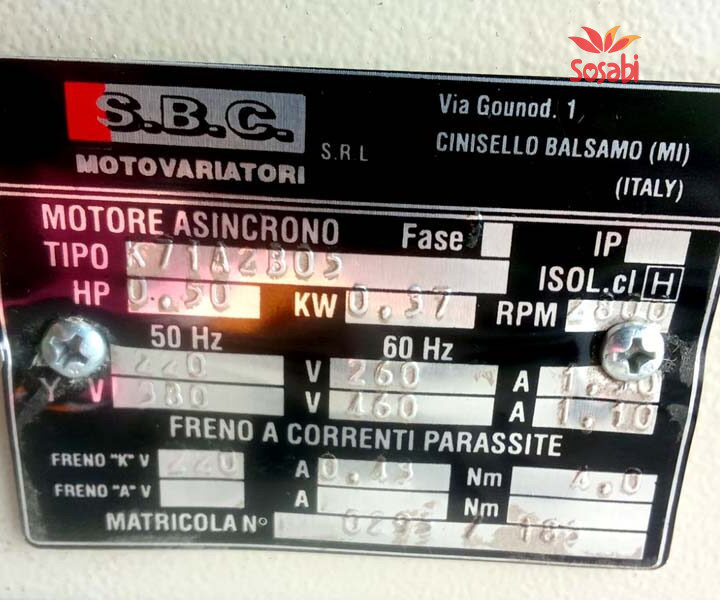 Sosabi
S.B.C.
S.R.L
MOTOVARIATORI
Via Gounod. 1
CINISELLO BALSAMO (MI)
(ITALY)
MOTORE ASINCRONO Fase IP
TIPO K71A2B05 ISOL.cl H
HP 0.50 KW 0.37 RPM 2800
50 Hz 60 Hz
220 V 260 A
Y V 380 V 460 A 1.10
FRENO A CORRENTI PARASSITE
FRENO "K" V 220 A 0.43 Nm 4.0
FRENO "A" V A Nm
MATRICOLA N° /